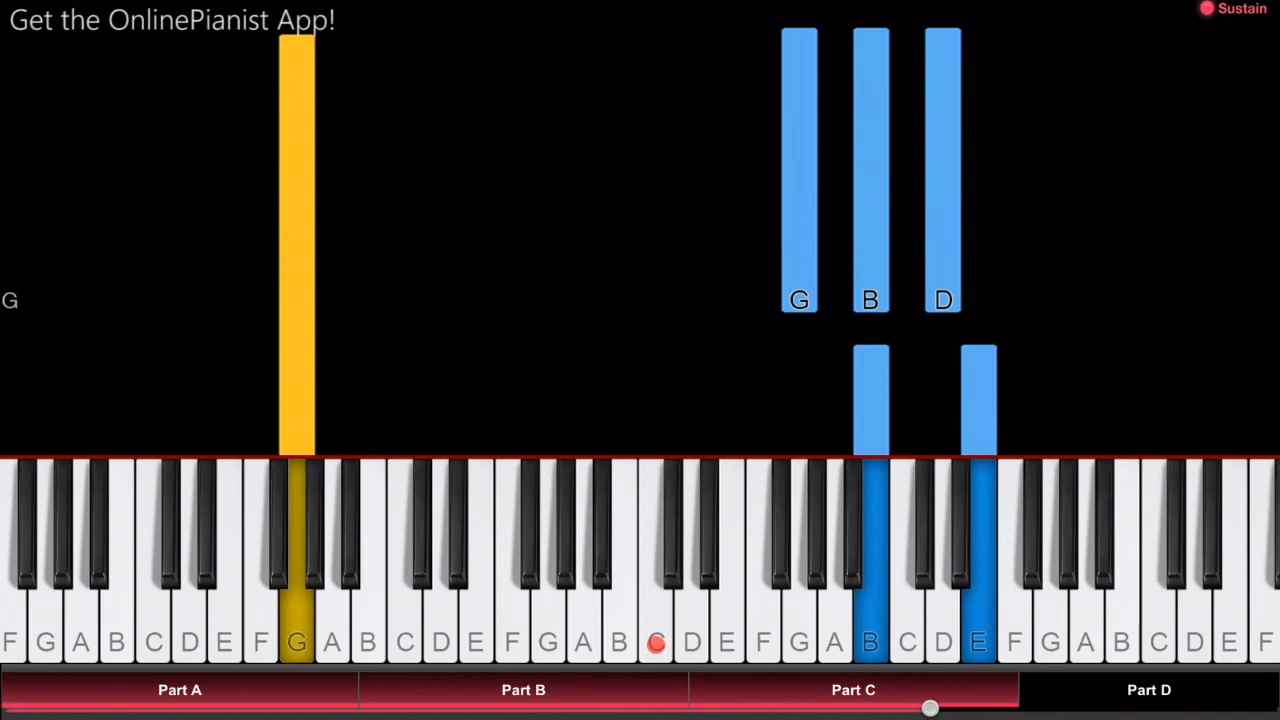 Get the OnlinePianist App!
Sustain
G
G B D
F G A B C D E F G A B C D E F G A B C D E F G A B C D E F G A B C D E F
Part A Part B Part C Part D